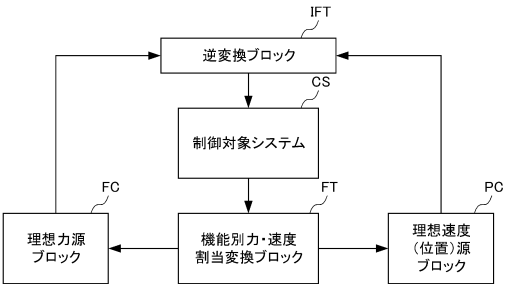 IFT
逆変換ブロック
CS
制御対象システム
FC
FT
PC
理想力源
ブロック
機能別力・速度
割当変換ブロック
理想速度
(位置)源
ブロック